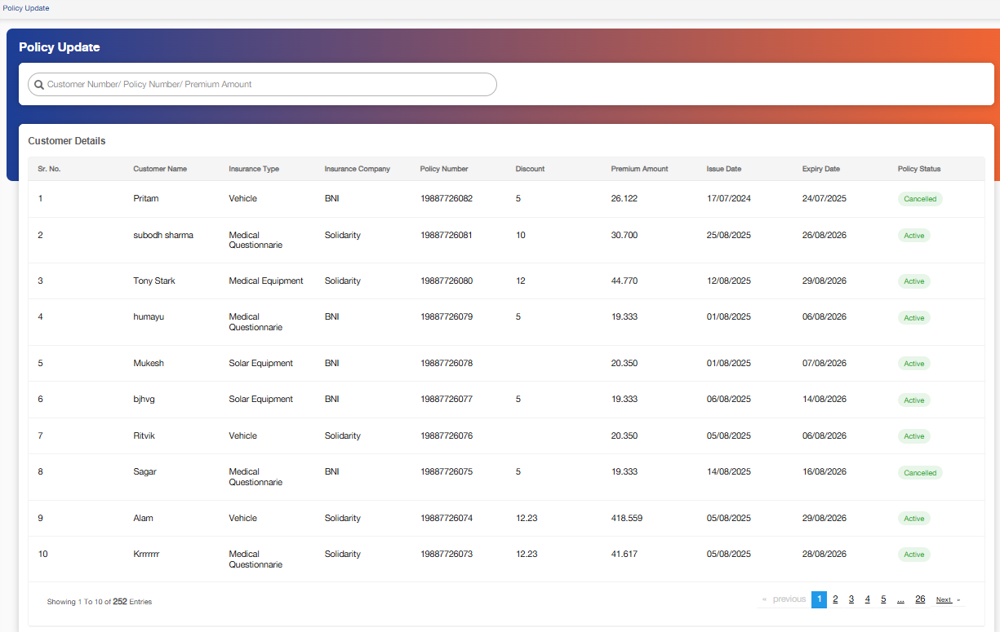 Policy Update
Policy Update
Customer Number/ Policy Number/ Premium Amount
Customer Details
Sr. No. Customer Name Insurance Type Insurance Company Policy Number Discount Premium Amount Issue Date Expiry Date Policy Status
1 Pritam Vehicle BNI 19887726082 5 26.122 17/07/2024 24/07/2025 Cancelled
2 subodh sharma Medical Solidarity 19887726081 10 30.700 25/08/2025 26/08/2026 Active
Questionnarie
3 Tony Stark Medical Equipment Solidarity 19887726080 12 44.770 12/08/2025 29/08/2026 Active
4 humayu Medical BNI 19887726079 5 19.333 01/08/2025 06/08/2026 Active
Questionnarie
5 Mukesh Solar Equipment BNI 19887726078 20.350 01/08/2025 07/08/2026 Active
6 bjhvg Solar Equipment BNI 19887726077 5 19.333 06/08/2025 14/08/2026 Active
7 Ritvik Vehicle Solidarity 19887726076 20.350 05/08/2025 06/08/2026 Active
8 Sagar Medical BNI 19887726075 5 19.333 14/08/2025 16/08/2026 Cancelled
Questionnarie
9 Alam Vehicle Solidarity 19887726074 12.23 418.559 05/08/2025 29/08/2026 Active
10 Krrrrrrr Medical Solidarity 19887726073 12.23 41.617 05/08/2025 28/08/2026 Active
Questionnarie
Showing 1 To 10 of 252 Entries « previous 1 2 3 4 5 ... 26 Next »